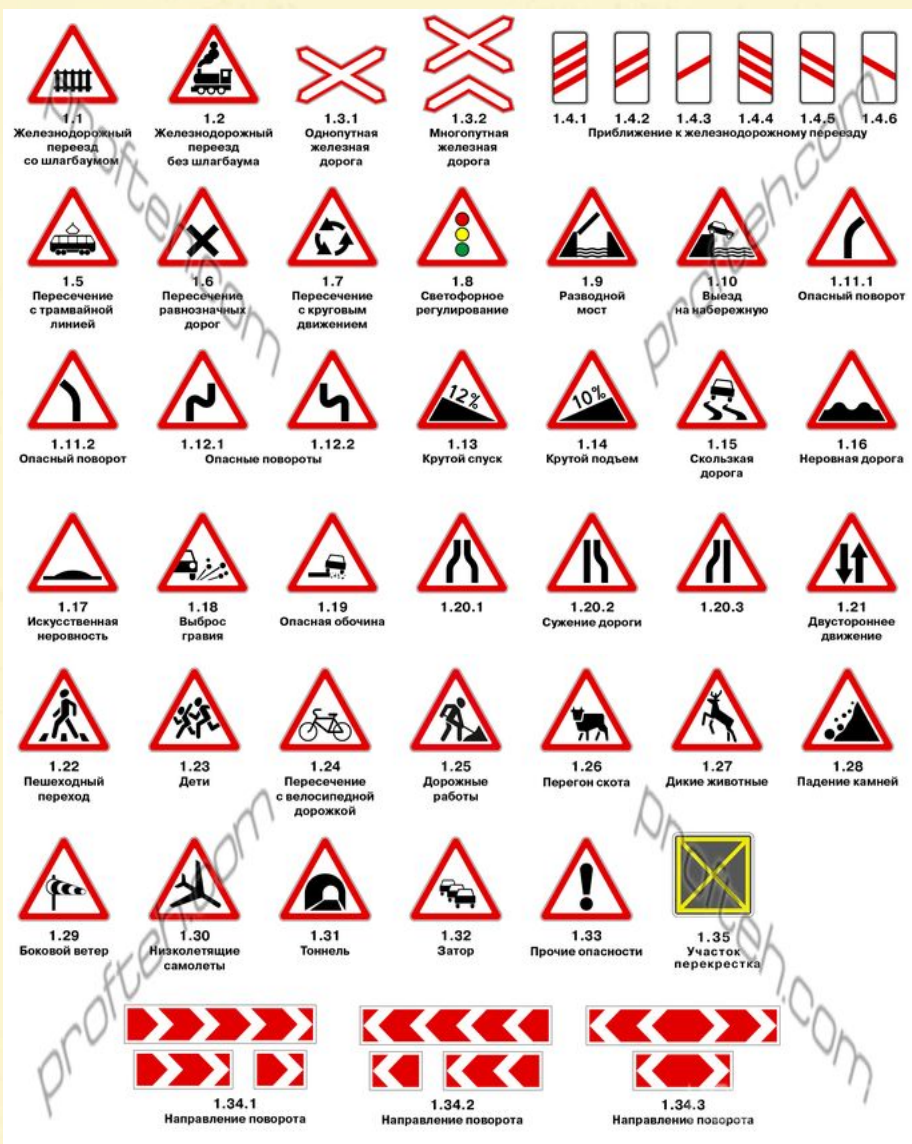 1.1
Железнодорожный
переезд
со шлагбаумом
1.2
Железнодорожный
переезд
без шлагбаума
1.3.1
Однопутная
железная
дорога
1.3.2
Многопутная
железная
дорога
1.4.1 1.4.2 1.4.3 1.4.4 1.4.5 1.4.6
Приближение к железнодорожному переезду
1.5
Пересечение
с трамвайной
линией
1.6
Пересечение
равнозначных
дорог
1.7
Пересечение
с круговым
движением
1.8
Светофорное
регулирование
1.9
Разводной
мост
1.10
Выезд
на набережную
1.11.1
Опасный поворот
1.11.2
Опасный поворот
1.12.1 1.12.2
Опасные повороты
12%
1.13
Крутой спуск
10%
1.14
Крутой подъем
1.15
Скользкая
дорога
1.16
Неровная дорога
1.17
Искусственная
неровность
1.18
Выброс
гравия
1.19
Опасная обочина
1.20.1 1.20.2 1.20.3
Сужение дороги
1.21
Двустороннее
движение
1.22
Пешеходный
переход
1.23
Дети
1.24
Пересечение
с велосипедной
дорожкой
1.25
Дорожные
работы
1.26
Перегон скота
1.27
Дикие животные
1.28
Падение камней
1.29
Боковой ветер
1.30
Низколетящие
самолеты
1.31
Тоннель
1.32
Затор
1.33
Прочие опасности
1.35
Участок
перекрестка
1.34.1
Направление поворота
1.34.2
Направление поворота
1.34.3
Направление поворота
profteh.com
profteh.com
profteh.com
profteh.com